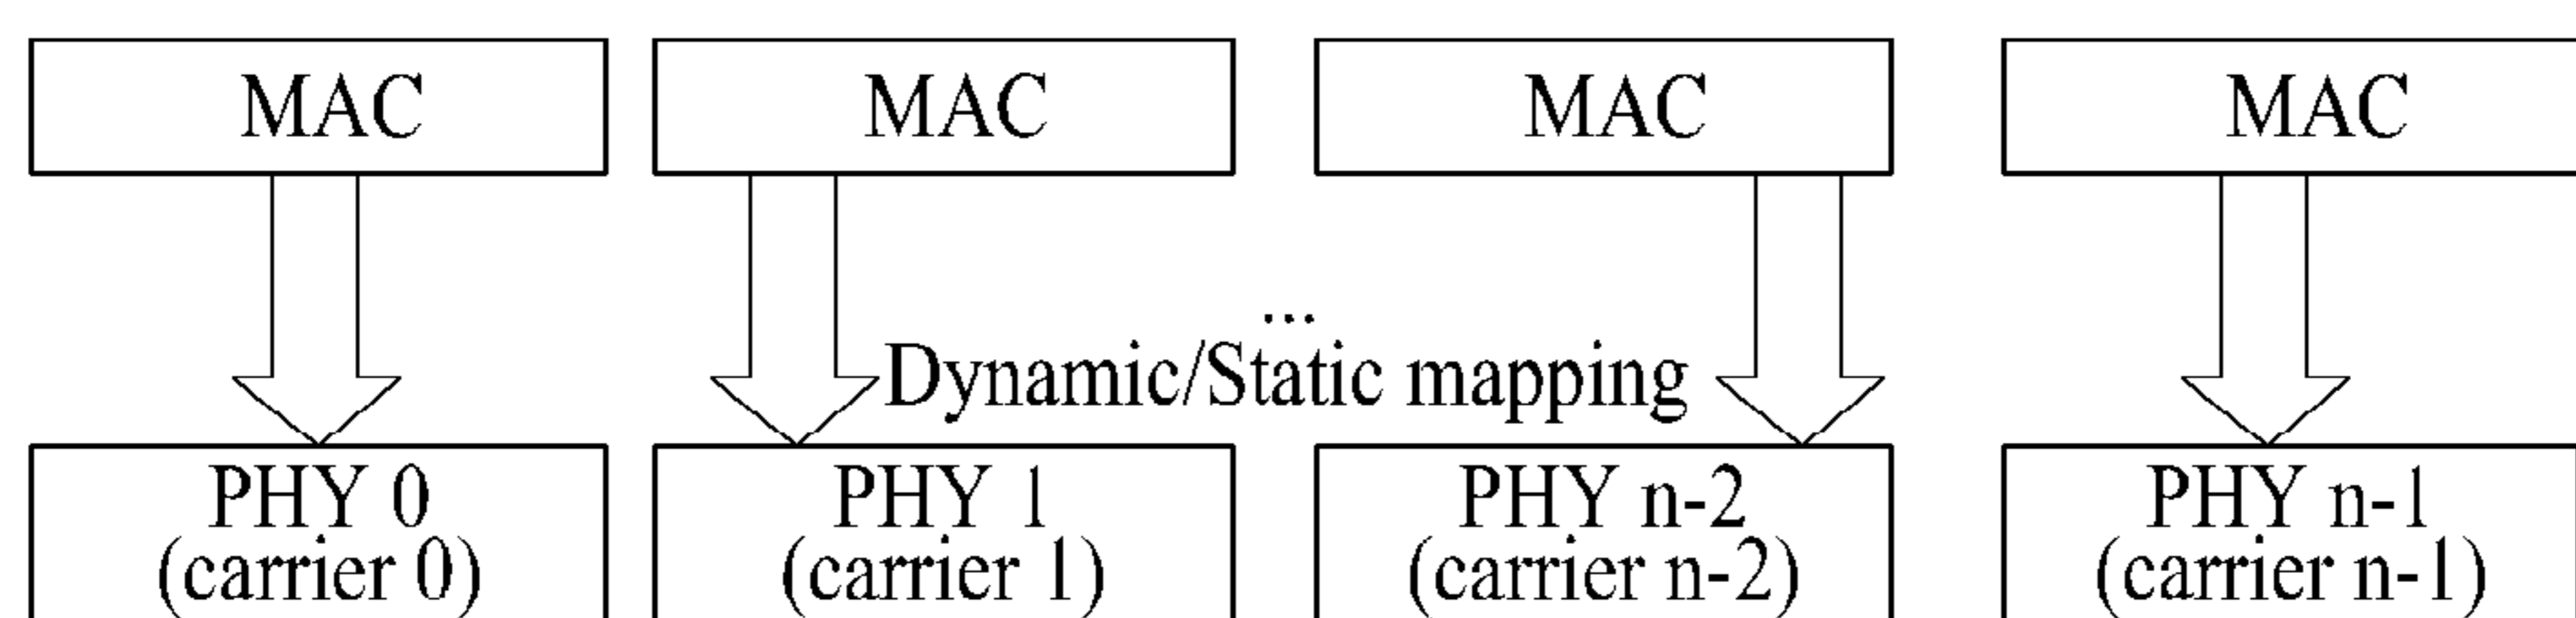 MAC
MAC
MAC
MAC
...
Dynamic/Static mapping
PHY 0
(carrier 0)
PHY 1
(carrier 1)
PHY n-2
(carrier n-2)
PHY n-1
(carrier n-1)